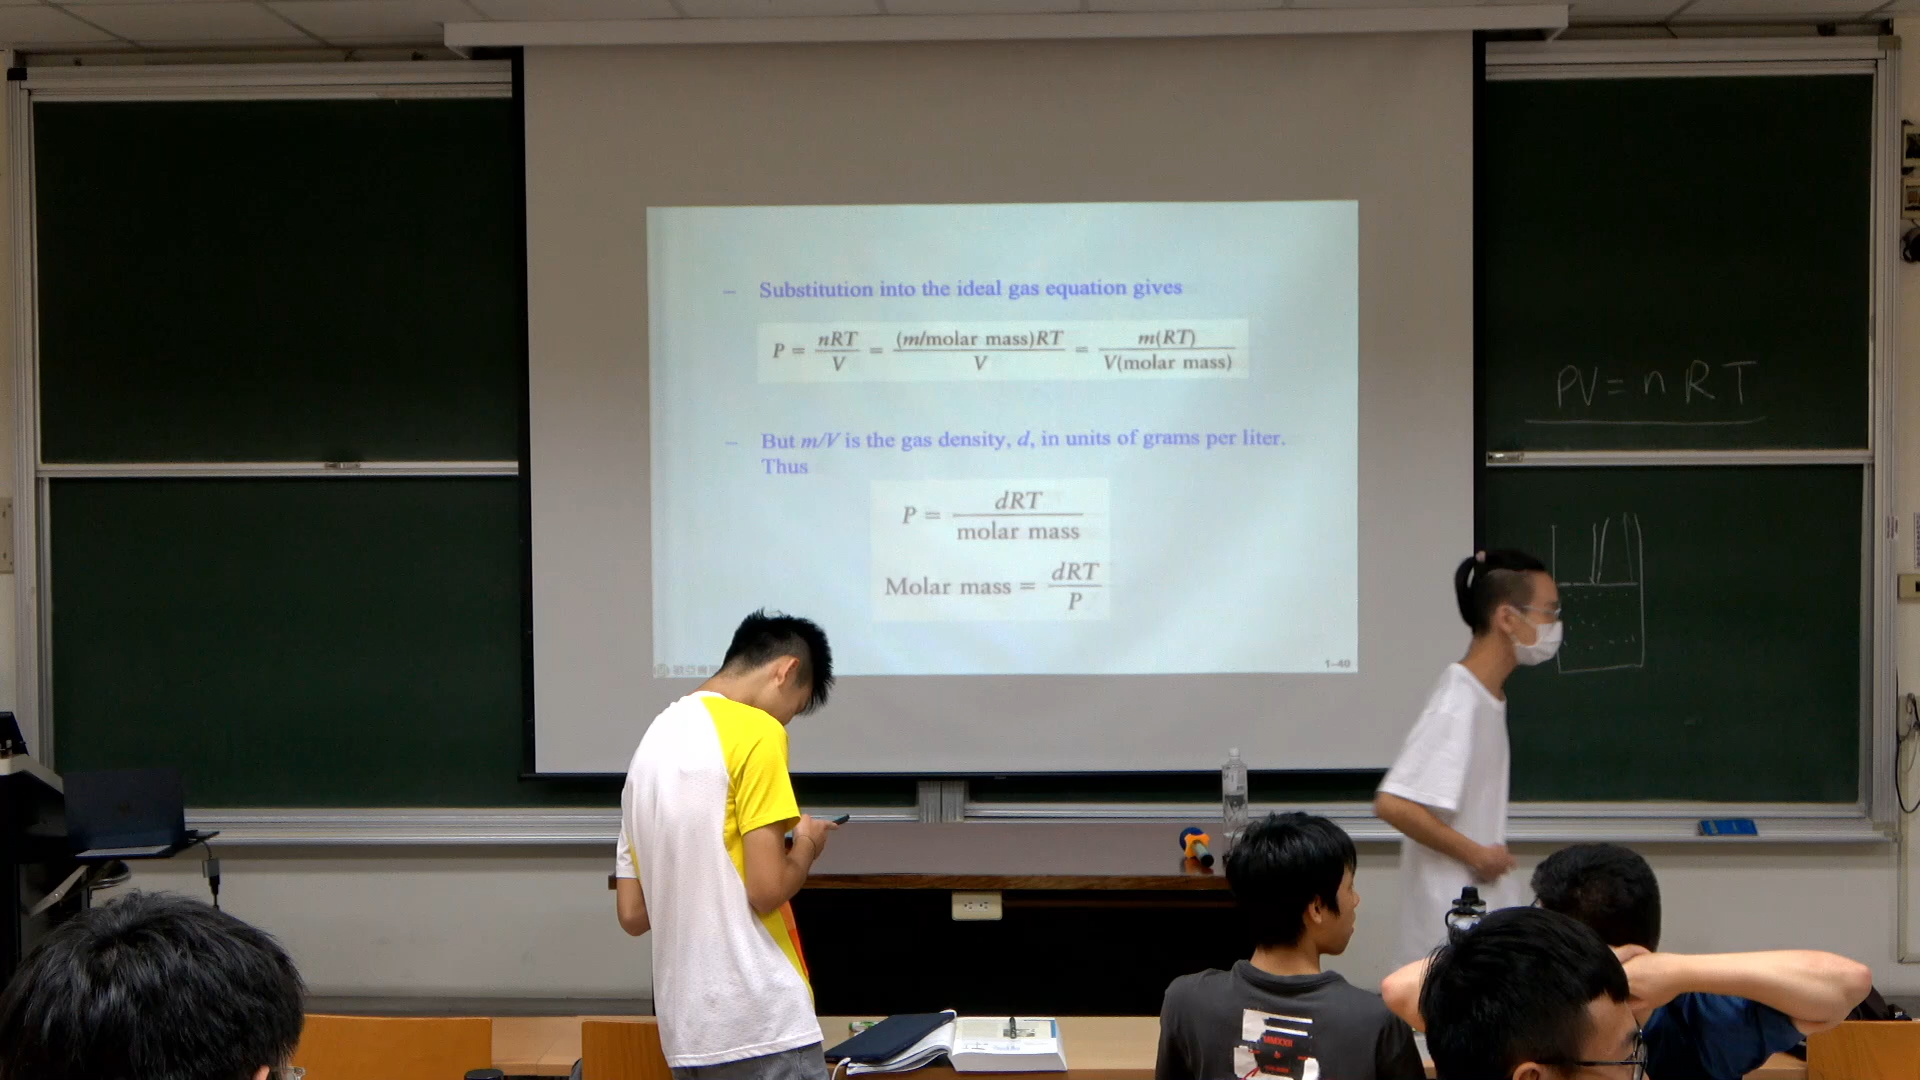 – Substitution into the ideal gas equation gives
P = nRT/V = (m/molar mass)RT/V = m(RT)/V(molar mass)
– But m/V is the gas density, d, in units of grams per liter.
Thus
P = dRT/molar mass
Molar mass = dRT/P
1–40
PV = nRT
MMXXII